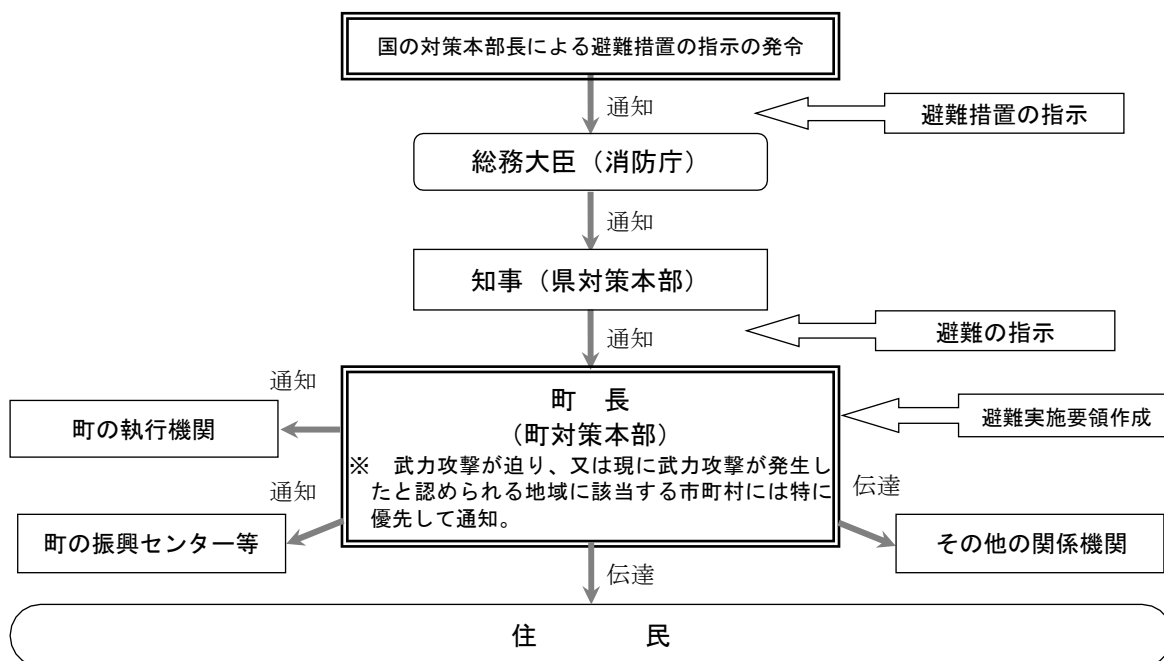 国の対策本部長による避難措置の指示の発令
通知
避難措置の指示
総務大臣（消防庁）
通知
知事（県対策本部）
通知
避難の指示
通知
町の執行機関
町　長
（町対策本部）
※　武力攻撃が迫り、又は現に武力攻撃が発生し
たと認められる地域に該当する市町村には特に
優先して通知。
避難実施要領作成
通知
町の振興センター等
伝達
その他の関係機関
伝達
住　　　　民